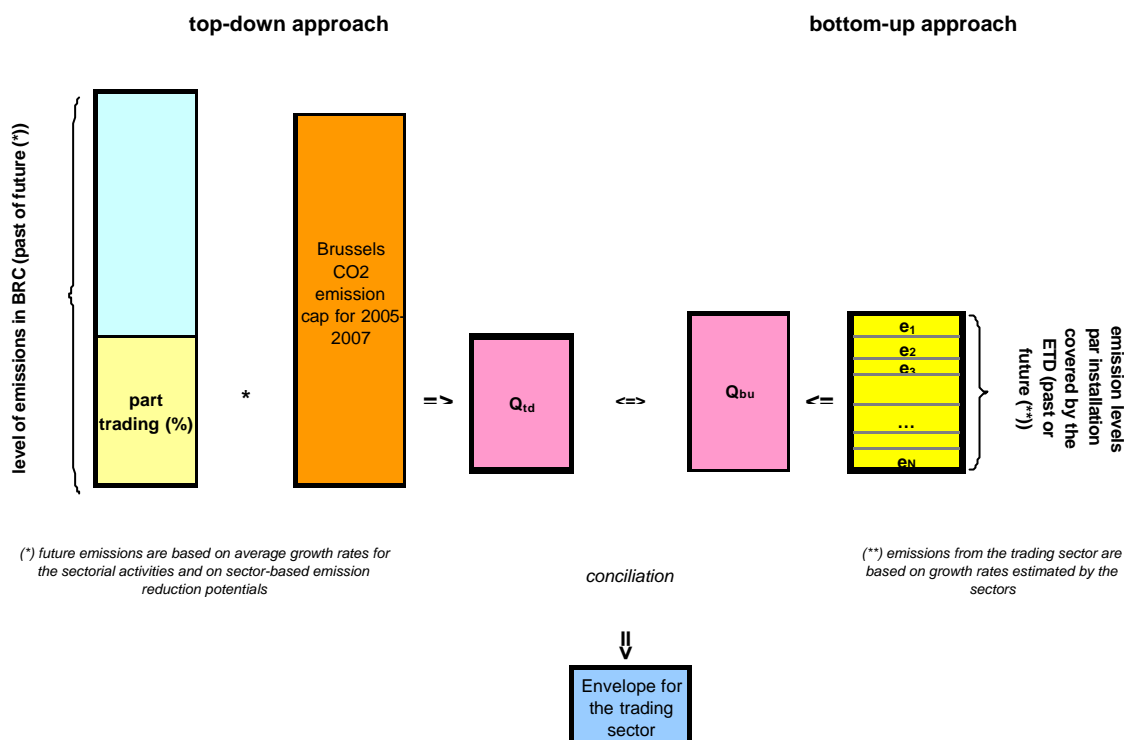 top-down approach
bottom-up approach
level of emissions in BRC (past of future (*))
part
trading (%)
*
Brussels
CO2
emission
cap for 2005-
2007
=>
Qtd
<=>
Qbu
<=
e1
e2
e3
...
eN
emission levels
par installation
covered by the
ETD (past or
future (**))
(*) future emissions are based on average growth rates for
the sectorial activities and on sector-based emission
reduction potentials
(**) emissions from the trading sector are
based on growth rates estimated by the
sectors
conciliation
=>
Envelope for
the trading
sector